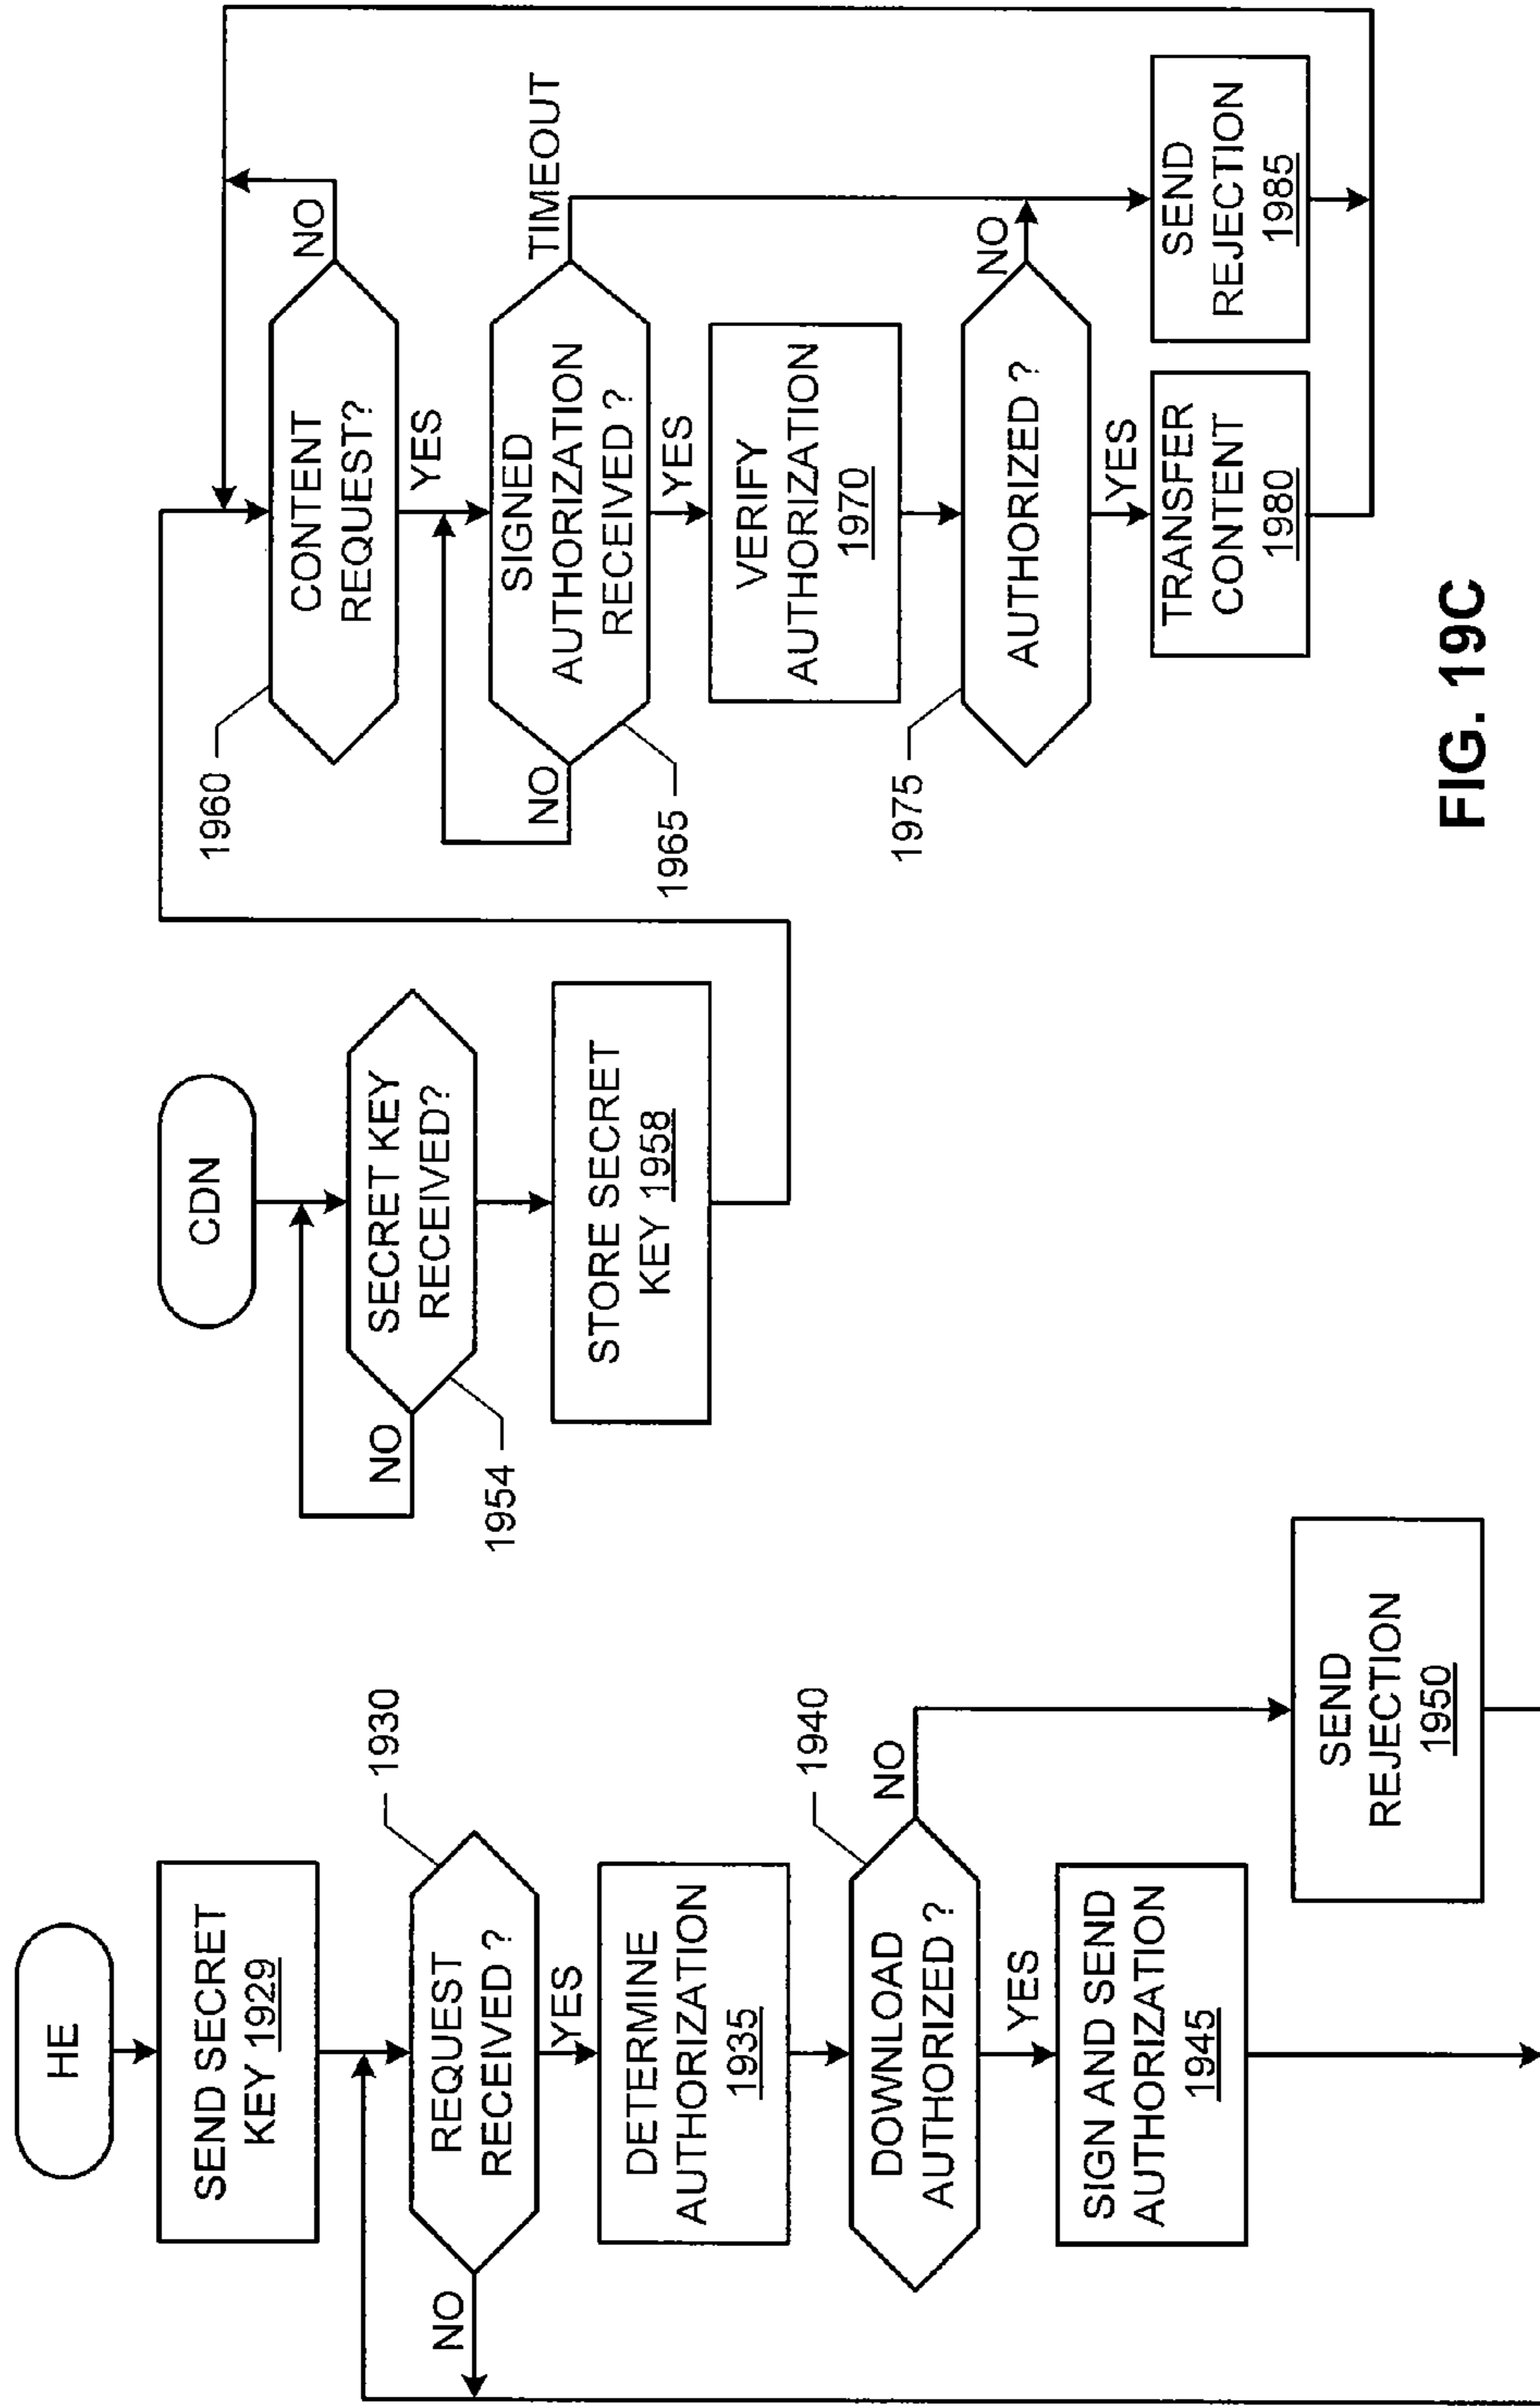 HE
SEND SECRET
KEY 1929
1930
REQUEST
RECEIVED ?
NO
YES
DETERMINE
AUTHORIZATION
1935
1940
DOWNLOAD
AUTHORIZED ?
NO
YES
SIGN AND SEND
AUTHORIZATION
1945
SEND
REJECTION
1950
CDN
SECRET KEY
RECEIVED?
NO
1954
STORE SECRET
KEY 1958
1960
CONTENT
REQUEST?
NO
YES
SIGNED
AUTHORIZATION
RECEIVED ?
NO
TIMEOUT
1965
YES
VERIFY
AUTHORIZATION
1970
1975
AUTHORIZED ?
NO
YES
TRANSFER
CONTENT
1980
SEND
REJECTION
1985
FIG. 19C